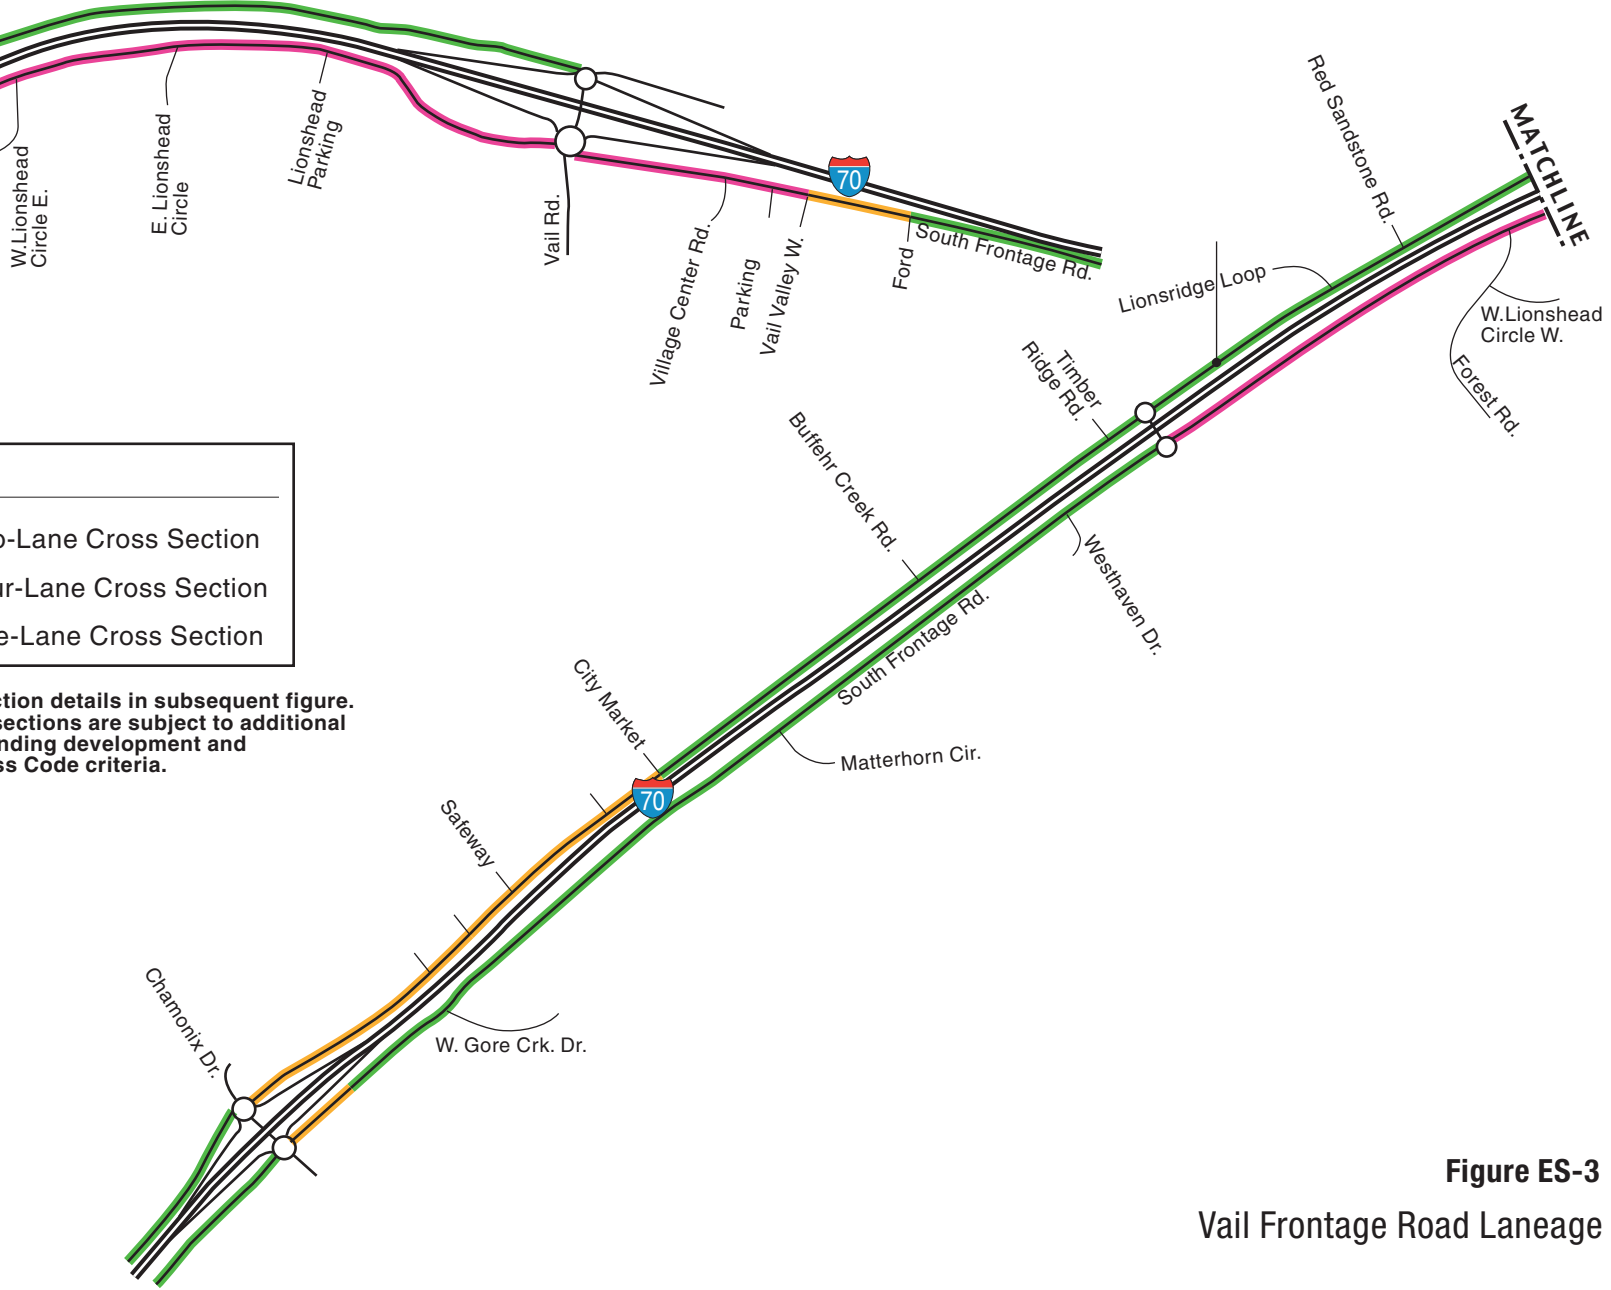 W.Lionshead
Circle E.
E. Lionshead
Circle
Lionshead
Parking
Vail Rd.
Village Center Rd.
Parking
Vail Valley W.
70
Ford
South Frontage Rd.
Red Sandstone Rd.
MATCHLINE
Lionsridge Loop
W.Lionshead
Circle W.
Forest Rd.
Timber
Ridge Rd.
Buffehr Creek Rd.
Westhaven Dr.
South Frontage Rd.
City Market
70
Matterhorn Cir.
Safeway
Chamonix Dr.
W. Gore Crk. Dr.
o-Lane Cross Section
ur-Lane Cross Section
e-Lane Cross Section
ction details in subsequent figure.
sections are subject to additional
nding development and
ss Code criteria.
Figure ES-3
Vail Frontage Road Laneage